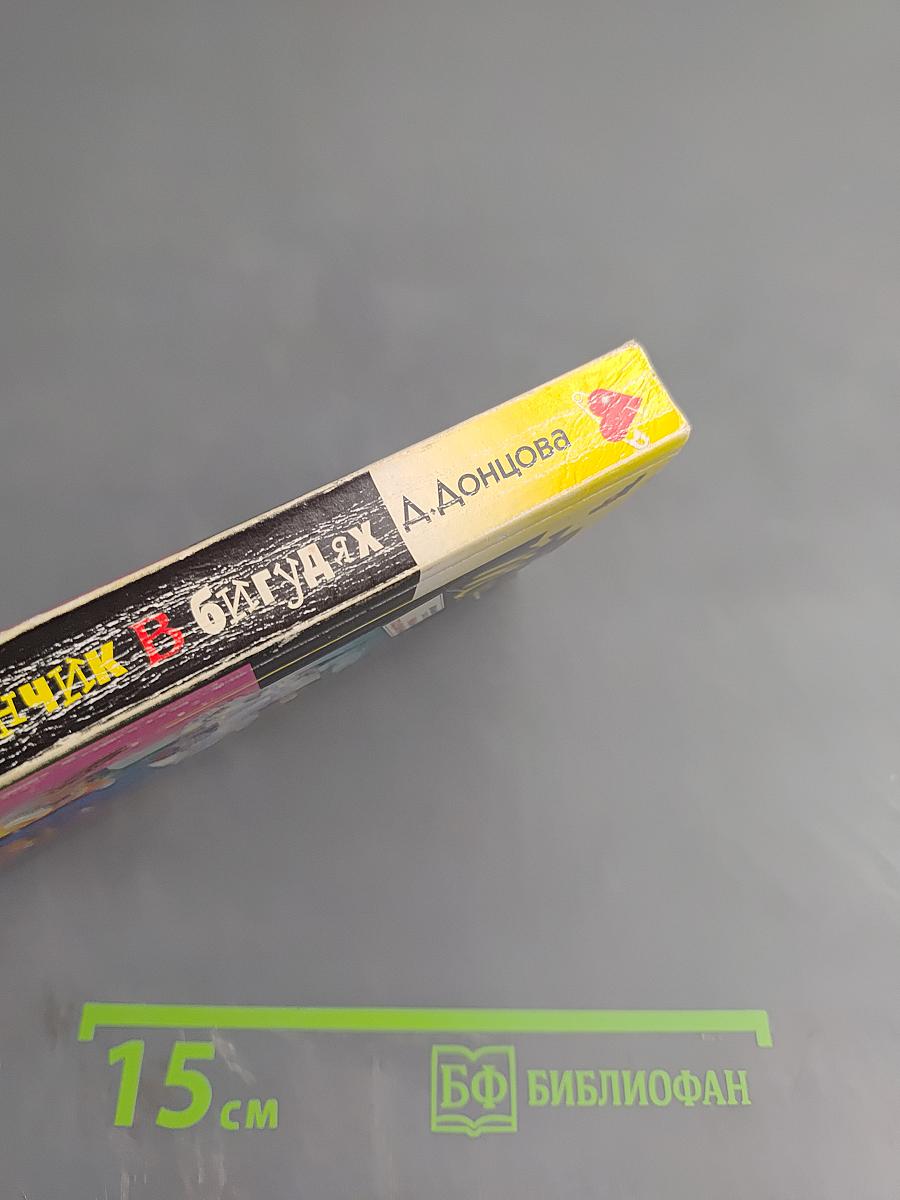 Д. Донцова
нчик в бигудях
15 см
БФ БИБЛИОФАН